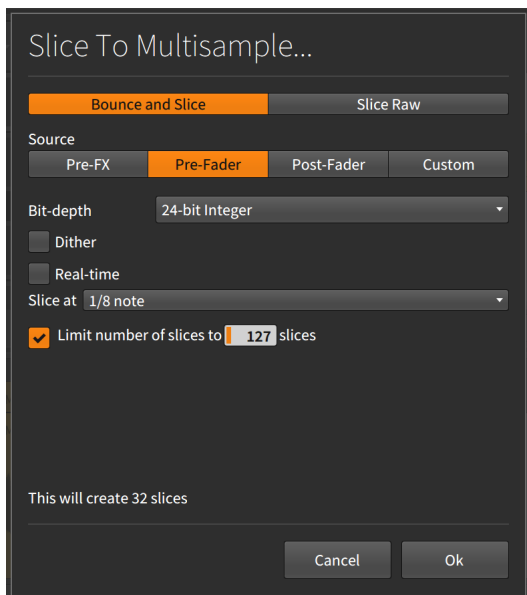 Slice To Multisample...
Bounce and Slice Slice Raw
Source
Pre-FX Pre-Fader Post-Fader Custom
Bit-depth 24-bit Integer
Dither
Real-time
Slice at 1/8 note
Limit number of slices to 127 slices
This will create 32 slices
Cancel Ok